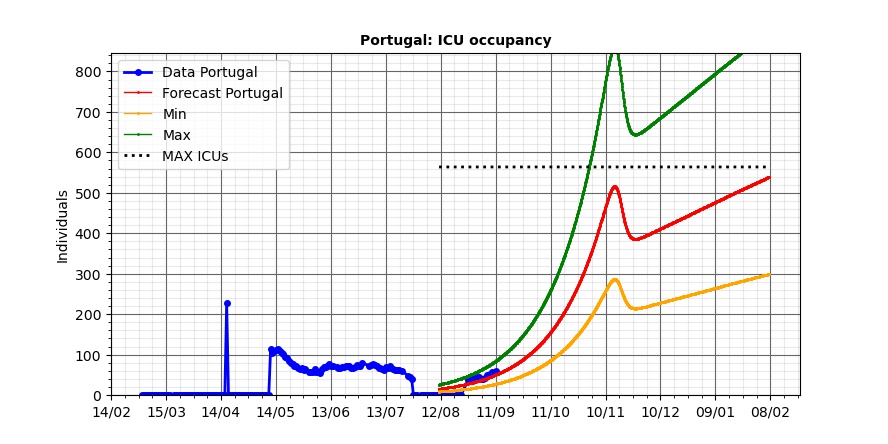 Portugal: ICU occupancy
Data Portugal
Forecast Portugal
Min
Max
MAX ICUs
Individuals
800
700
600
500
400
300
200
100
0
14/02 15/03 14/04 14/05 13/06 13/07 12/08 11/09 11/10 10/11 10/12 09/01 08/02